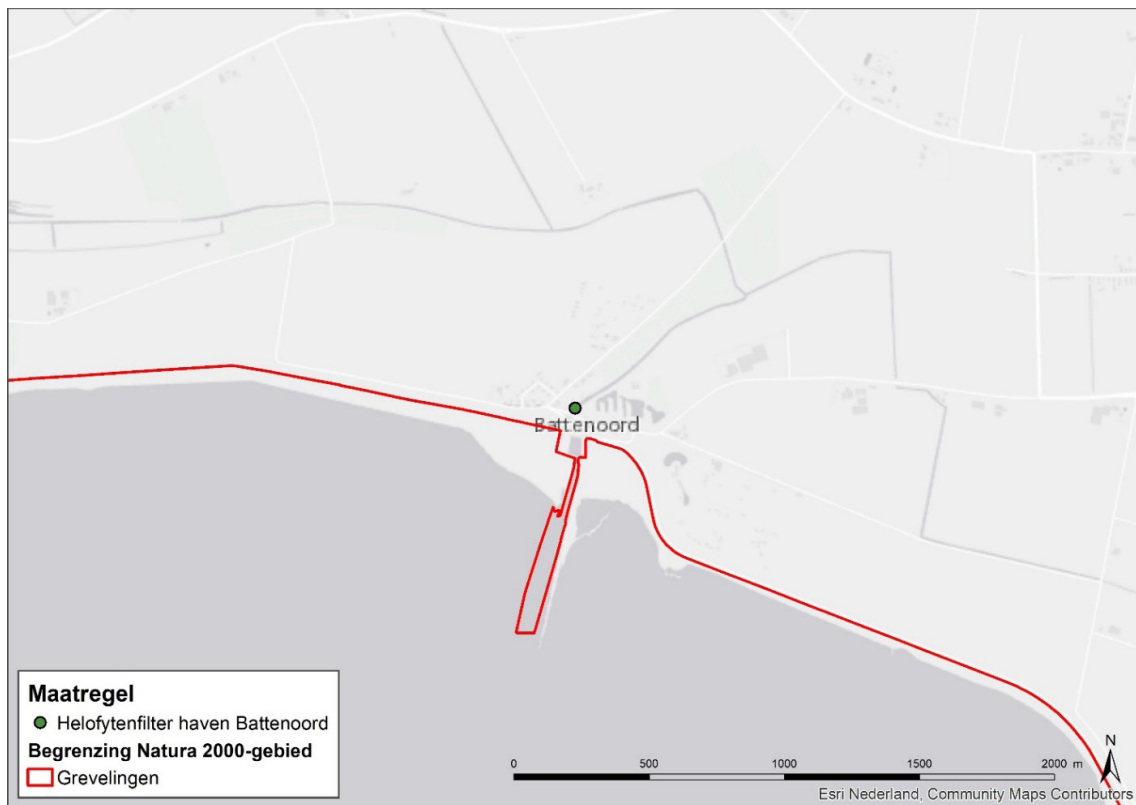 Battenoord
Maatregel
Helofytenfilter haven Battenoord
Begrenzing Natura 2000-gebied
Grevelingen
N
0 500 1000 1500 2000 m
Esri Nederland, Community Maps Contributors